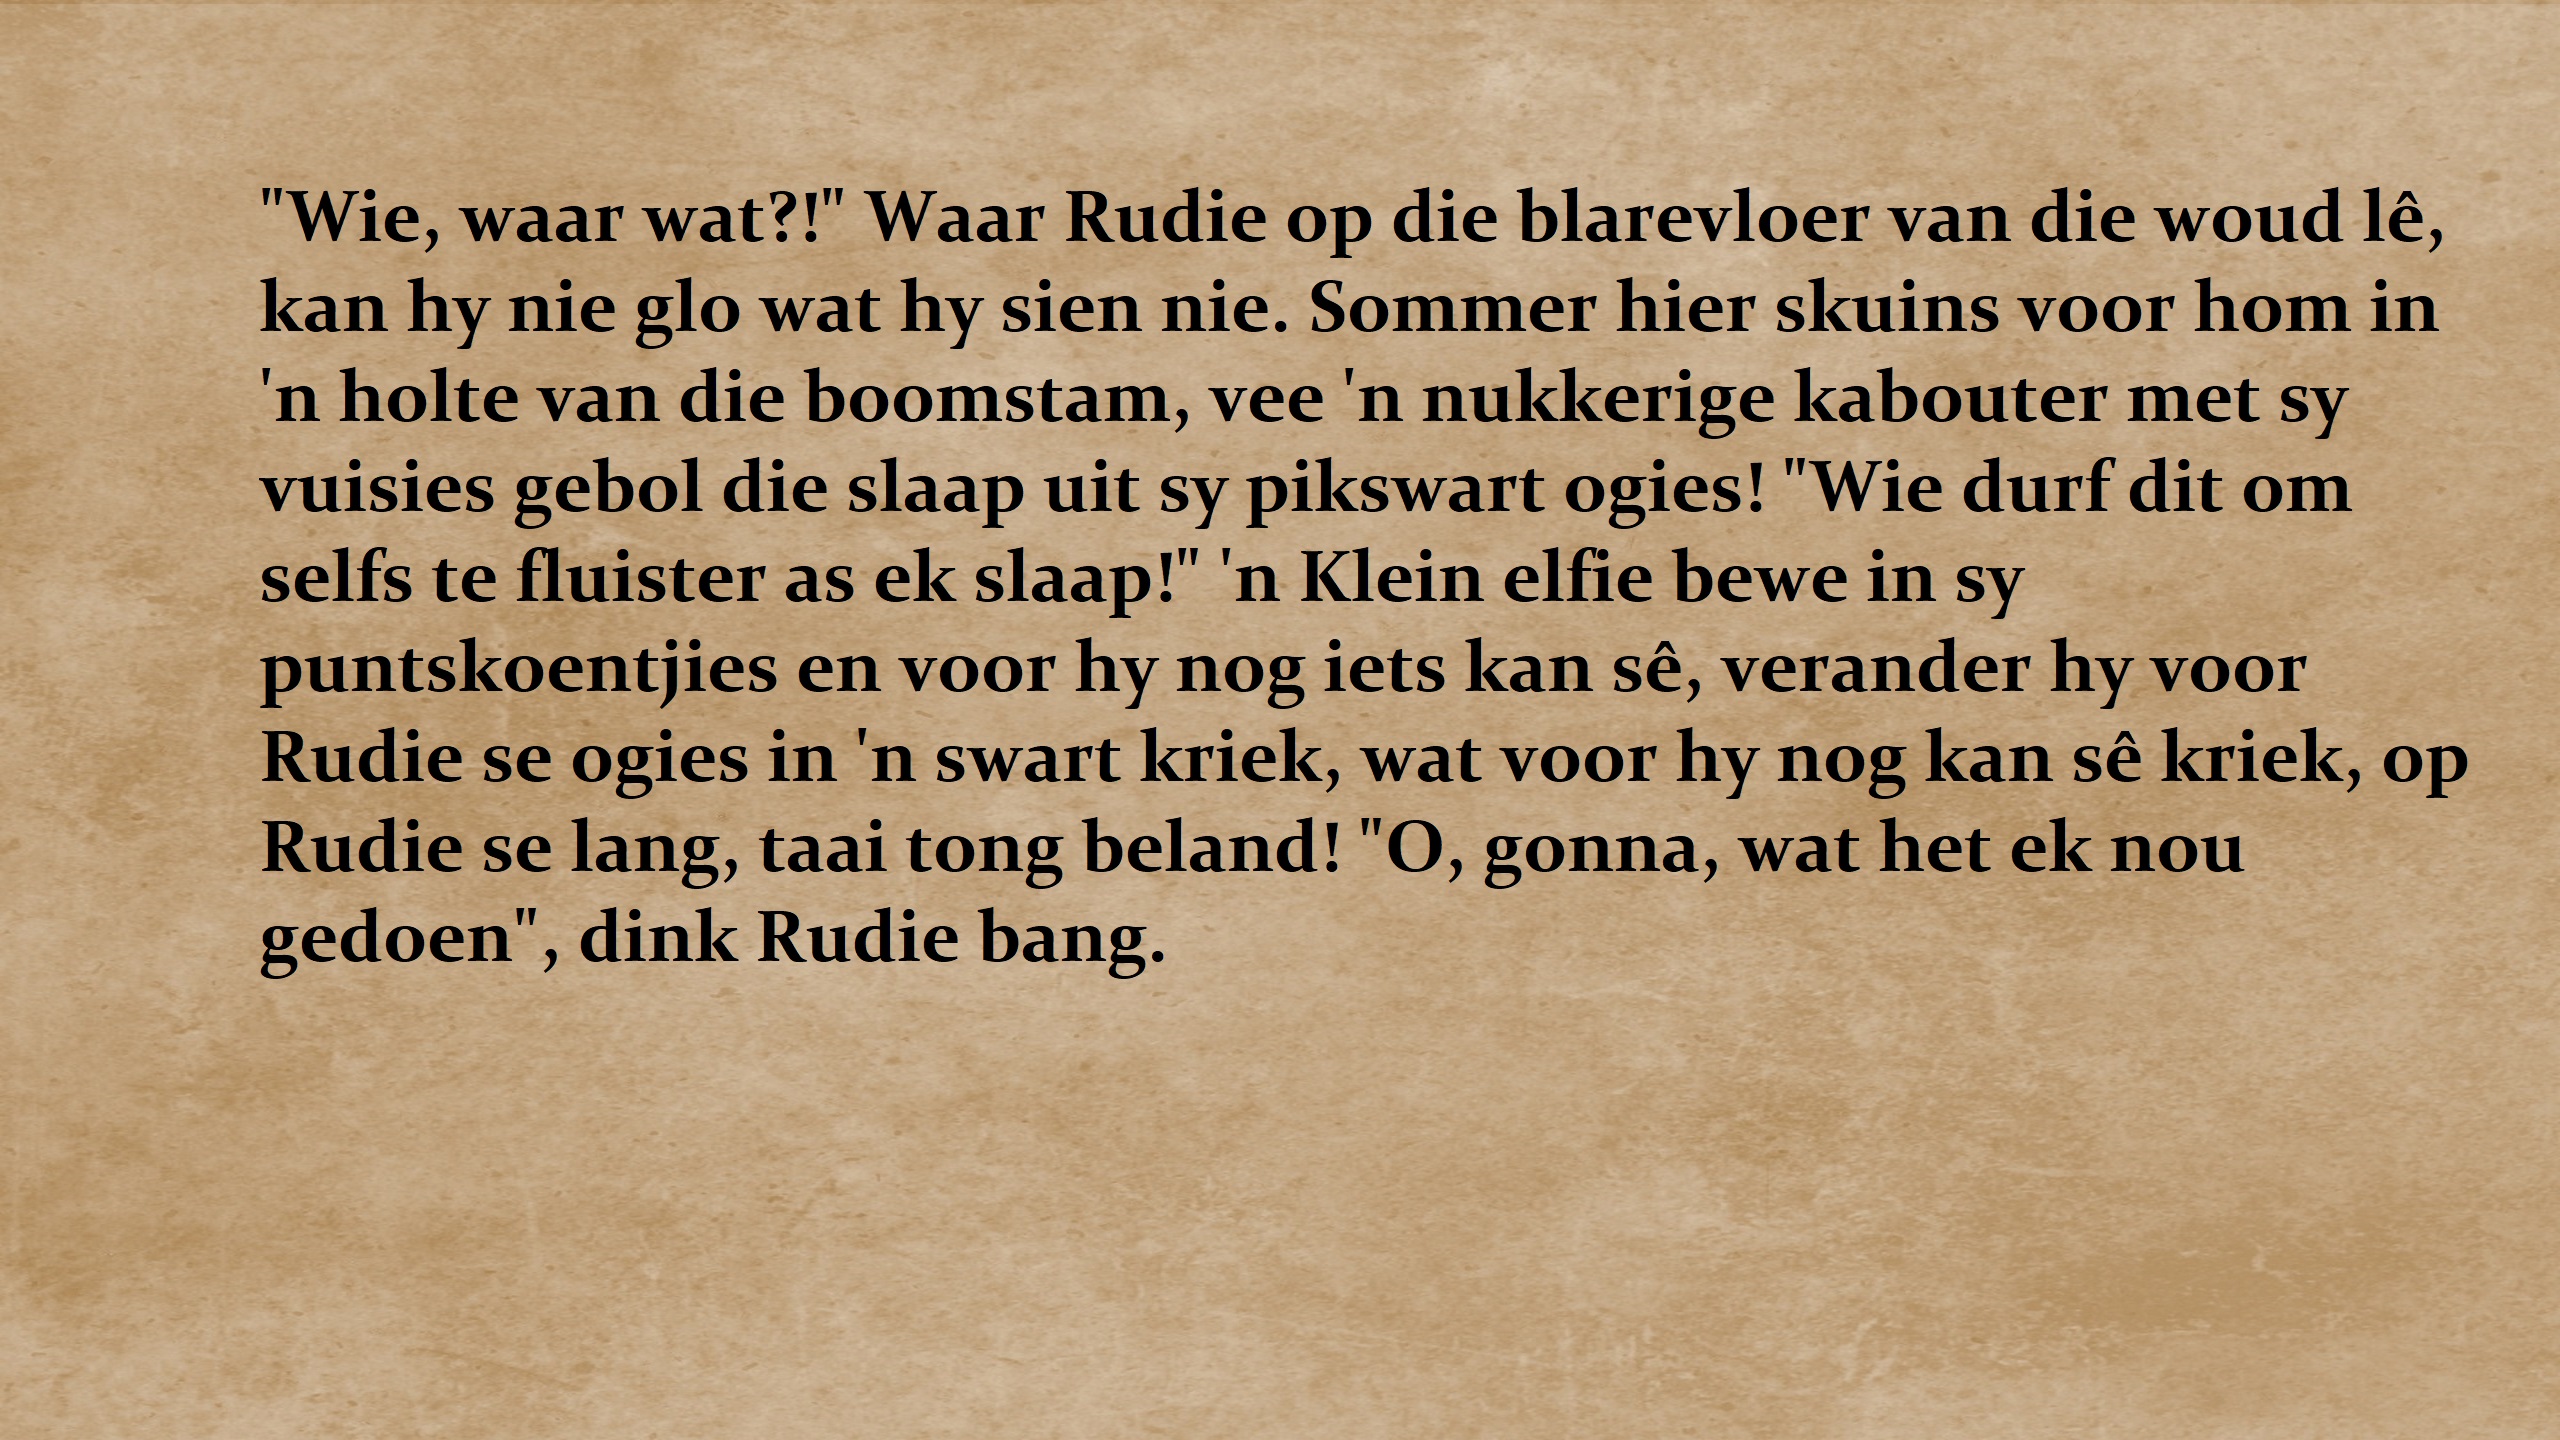 "Wie, waar wat?!" Waar Rudie op die blarevloer van die woud lê,
kan hy nie glo wat hy sien nie. Sommer hier skuins voor hom in
'n holte van die boomstam, vee 'n nukkerige kabouter met sy
vuisies gebol die slaap uit sy pikswart ogies! "Wie durf dit om
selfs te fluister as ek slaap!" 'n Klein elfie bewe in sy
puntskoentjies en voor hy nog iets kan sê, verander hy voor
Rudie se ogies in 'n swart kriek, wat voor hy nog kan sê kriek, op
Rudie se lang, taai tong beland! "O, gonna, wat het ek nou
gedoen", dink Rudie bang.